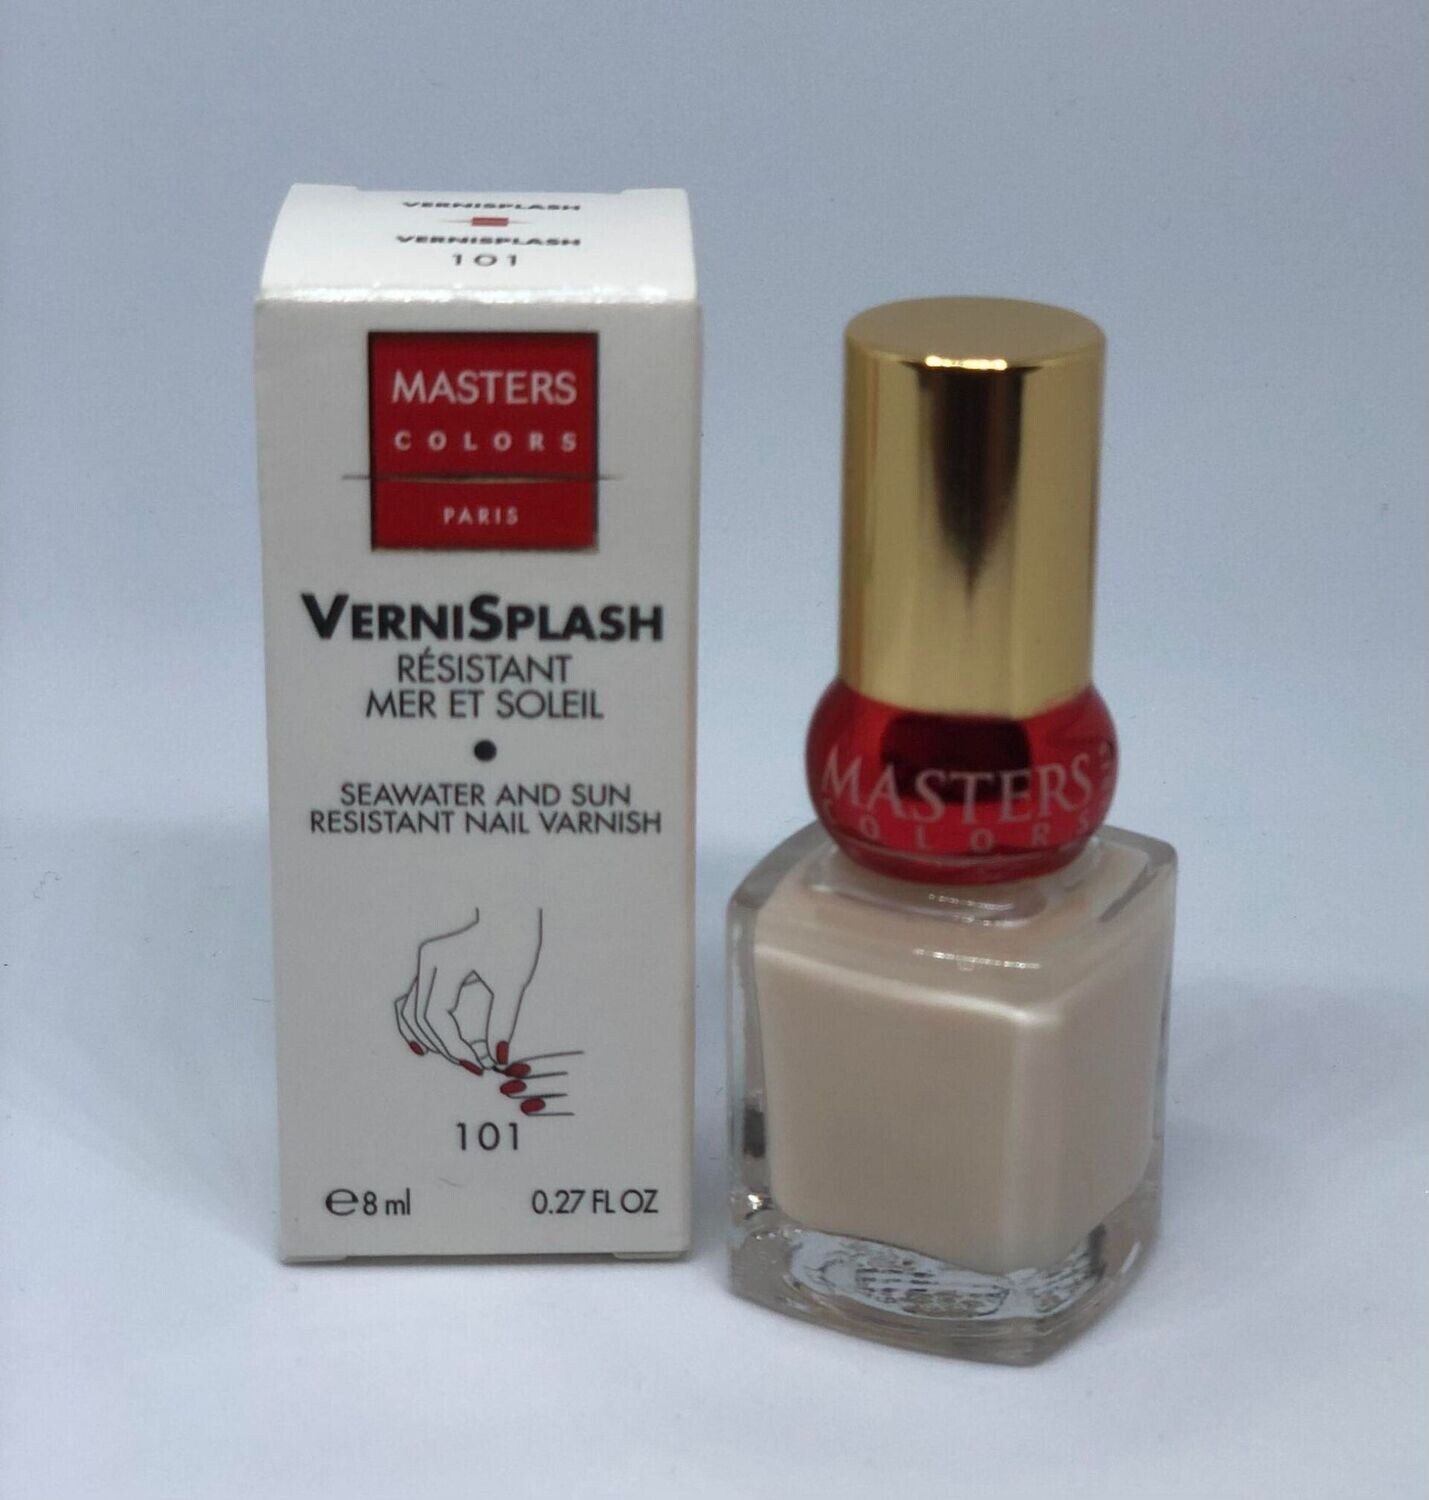 VERNISPLASH
VERNISPLASH
101
MASTERS
COLORS
PARIS
VERNISPLASH
RÉSISTANT
MER ET SOLEIL
SEAWATER AND SUN
RESISTANT NAIL VARNISH
101
℮8 ml 0.27 FL OZ
MASTERS
COLORS